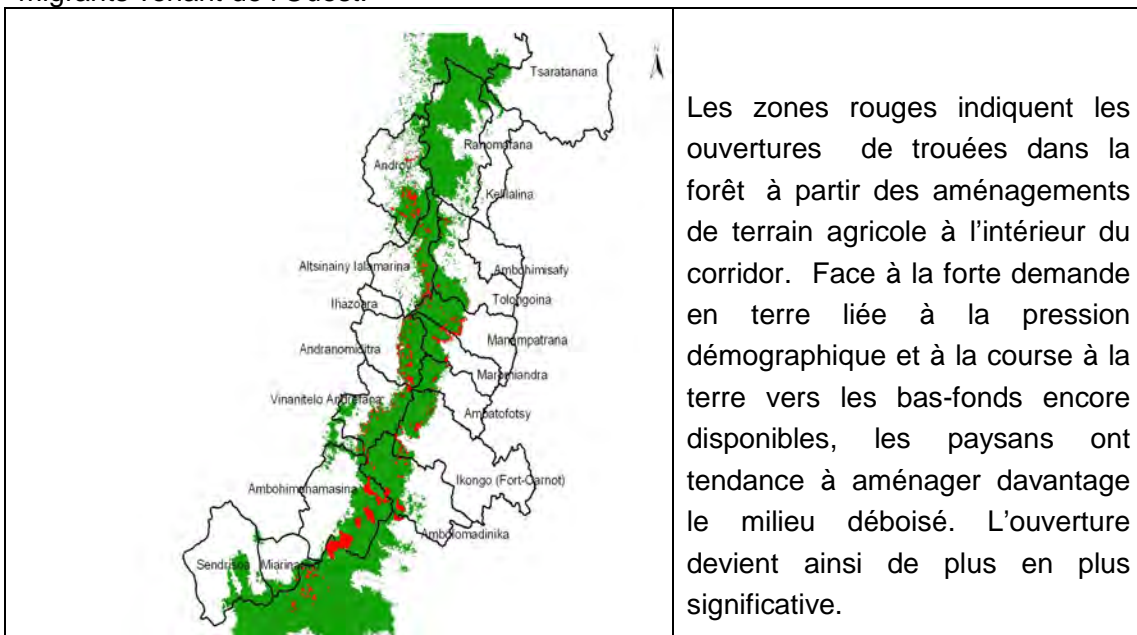 migrants venant de l'Ouest.
N
Tsaratanana
Ranomafana
Androy
Kelilalina
Altsinainy Ialamarina
Ambohimisafy
Ihazoara
Tolongoina
Andranomiditra
Manampatrana
Maromiandra
Vinanitelo Andrefana
Ambatofotsy
Ikongo (Fort-Carnot)
Ambohimahamasina
Ambolomadinika
Sendrisoa
Les zones rouges indiquent les
ouvertures de trouées dans la
forêt à partir des aménagements
de terrain agricole à l'intérieur du
corridor. Face à la forte demande
en terre liée à la pression
démographique et à la course à la
terre vers les bas-fonds encore
disponibles, les paysans ont
tendance à aménager davantage
le milieu déboisé. L'ouverture
devient ainsi de plus en plus
significative.